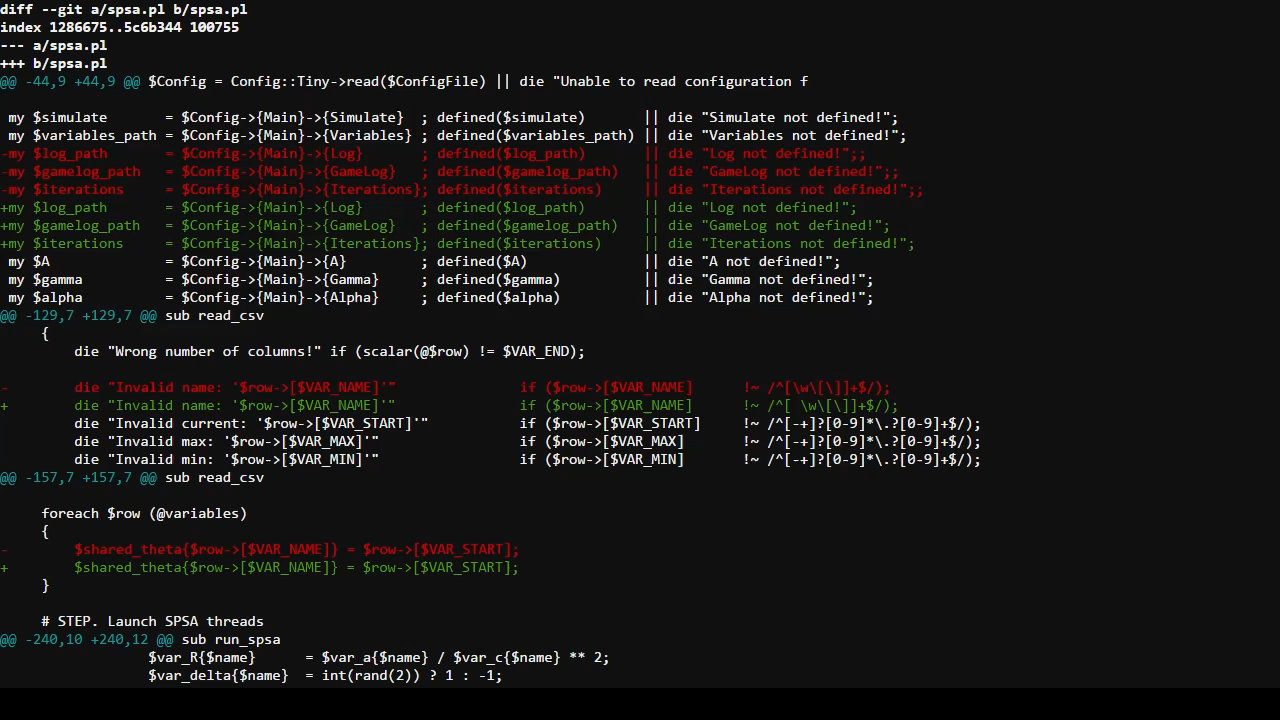 diff --git a/spsa.pl b/spsa.pl
index 1286675..5c6b344 100755
--- a/spsa.pl
+++ b/spsa.pl
@@ -44,9 +44,9 @@ $Config = Config::Tiny->read($ConfigFile) || die "Unable to read configuration f
 my $simulate       = $Config->{Main}->{Simulate}  ; defined($simulate)       || die "Simulate not defined!";
 my $variables_path = $Config->{Main}->{Variables} ; defined($variables_path) || die "Variables not defined!";
-my $log_path       = $Config->{Main}->{Log}       ; defined($log_path)       || die "Log not defined!";;
-my $gamelog_path   = $Config->{Main}->{GameLog}   ; defined($gamelog_path)   || die "GameLog not defined!";;
-my $iterations     = $Config->{Main}->{Iterations}; defined($iterations)     || die "Iterations not defined!";;
+my $log_path       = $Config->{Main}->{Log}       ; defined($log_path)       || die "Log not defined!";
+my $gamelog_path   = $Config->{Main}->{GameLog}   ; defined($gamelog_path)   || die "GameLog not defined!";
+my $iterations     = $Config->{Main}->{Iterations}; defined($iterations)     || die "Iterations not defined!";
 my $A              = $Config->{Main}->{A}         ; defined($A)              || die "A not defined!";
 my $gamma          = $Config->{Main}->{Gamma}     ; defined($gamma)          || die "Gamma not defined!";
 my $alpha          = $Config->{Main}->{Alpha}     ; defined($alpha)          || die "Alpha not defined!";
@@ -129,7 +129,7 @@ sub read_csv
     {
         die "Wrong number of columns!" if (scalar(@$row) != $VAR_END);
-        die "Invalid name: '$row->[$VAR_NAME]'"               if ($row->[$VAR_NAME]      !~ /^[\w\[\]]+$/);
+        die "Invalid name: '$row->[$VAR_NAME]'"               if ($row->[$VAR_NAME]      !~ /^[ \w\[\]]+$/);
         die "Invalid current: '$row->[$VAR_START]'"           if ($row->[$VAR_START]     !~ /^[-+]?[0-9]*\.?[0-9]+$/);
         die "Invalid max: '$row->[$VAR_MAX]'"                 if ($row->[$VAR_MAX]       !~ /^[-+]?[0-9]*\.?[0-9]+$/);
         die "Invalid min: '$row->[$VAR_MIN]'"                 if ($row->[$VAR_MIN]       !~ /^[-+]?[0-9]*\.?[0-9]+$/);
@@ -157,7 +157,7 @@ sub read_csv
     foreach $row (@variables)
     {
-        $shared_theta{$row->[$VAR_NAME]} = $row->[$VAR_START];
+        $shared_theta{$row->[$VAR_NAME]} = $row->[$VAR_START];
     }
     # STEP. Launch SPSA threads
@@ -240,10 +240,12 @@ sub run_spsa
                  $var_R{$name}      = $var_a{$name} / $var_c{$name} ** 2;
                  $var_delta{$name}  = int(rand(2)) ? 1 : -1;